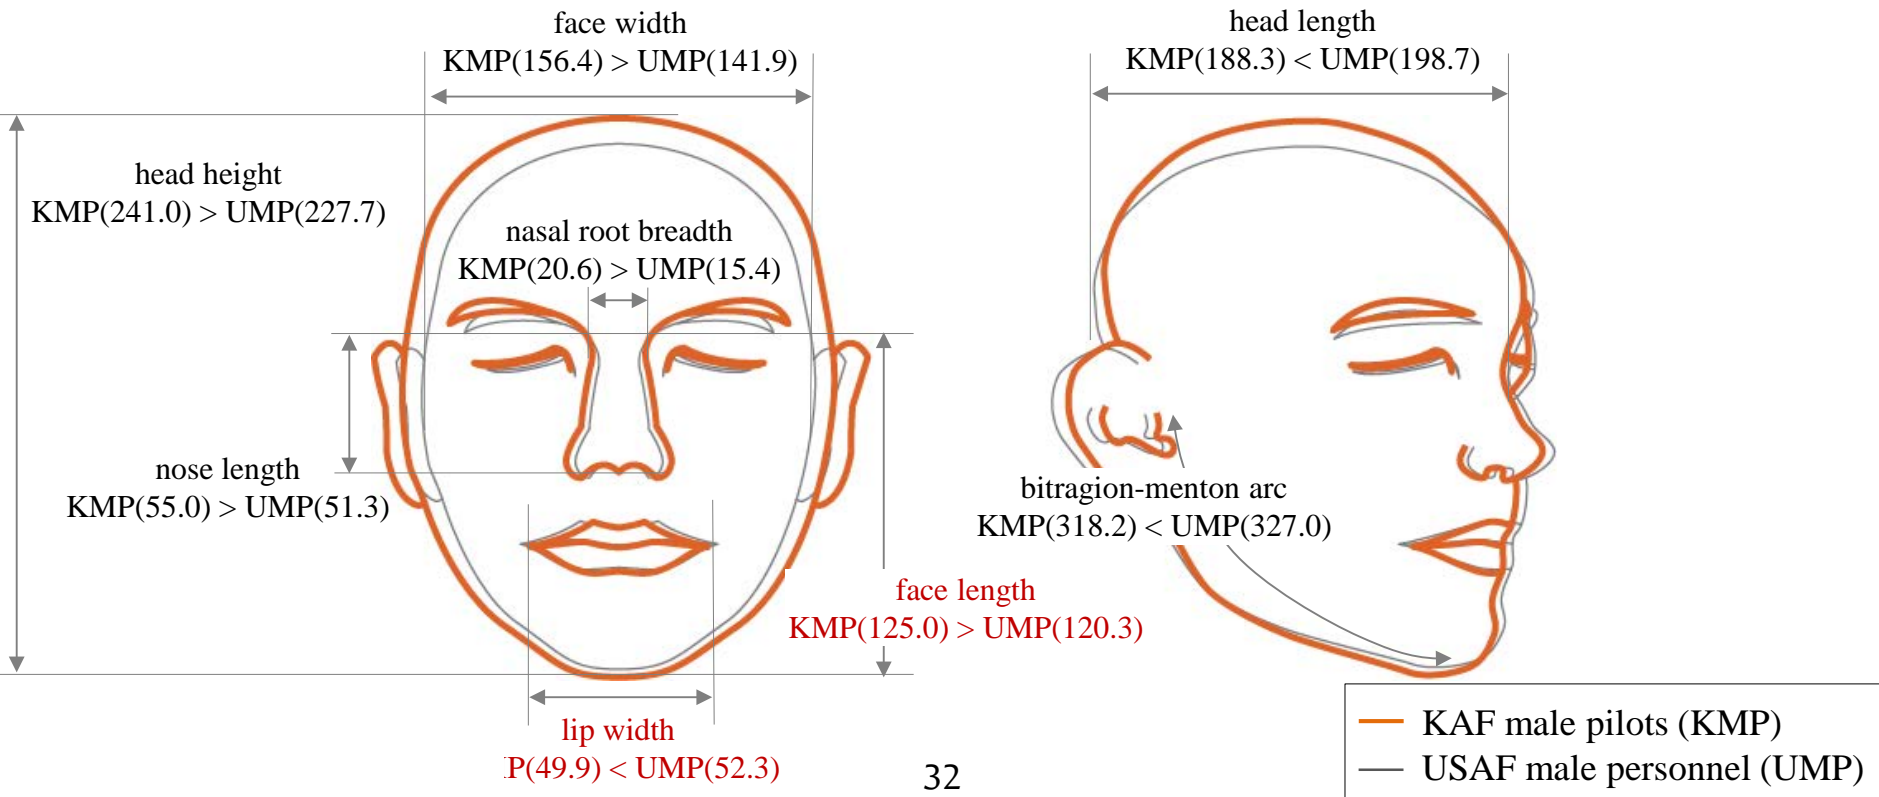 face width
KMP(156.4) > UMP(141.9)
head length
KMP(188.3) < UMP(198.7)
head height
KMP(241.0) > UMP(227.7)
nasal root breadth
KMP(20.6) > UMP(15.4)
nose length
KMP(55.0) > UMP(51.3)
bitragion-menton arc
KMP(318.2) < UMP(327.0)
face length
KMP(125.0) > UMP(120.3)
lip width
P(49.9) < UMP(52.3)
32
KAF male pilots (KMP)
USAF male personnel (UMP)